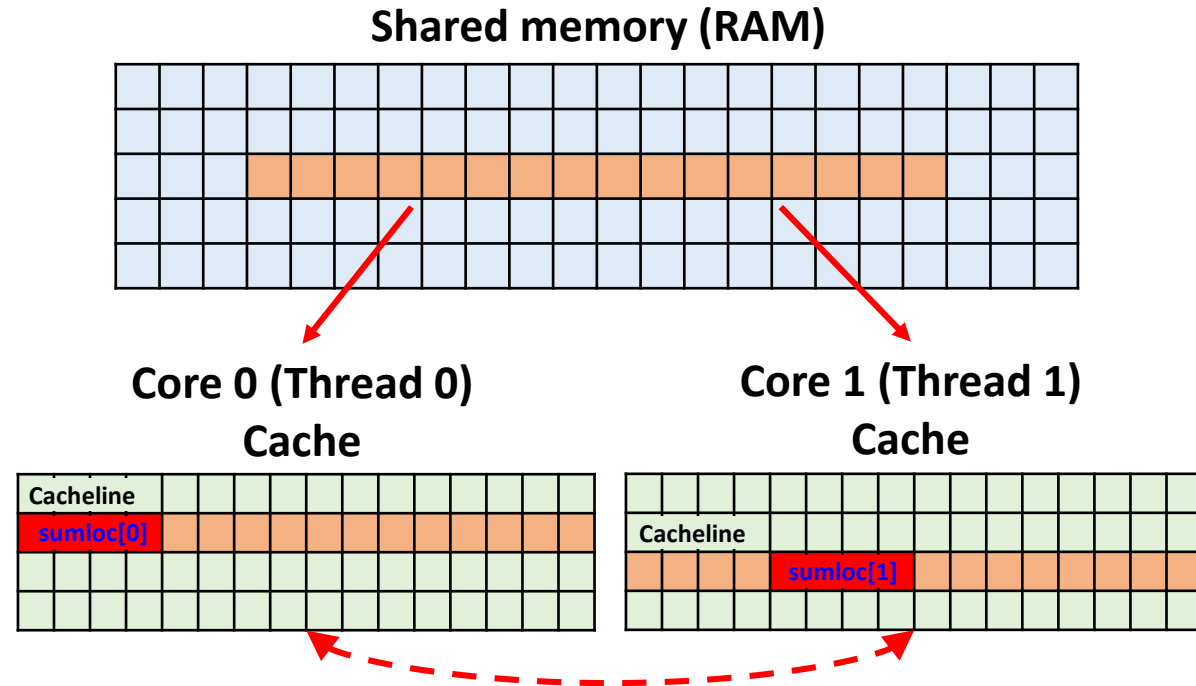 Shared memory (RAM)
Core 0 (Thread 0)
Cache
Core 1 (Thread 1)
Cache
Cacheline
sumloc[0]
Cacheline
sumloc[1]